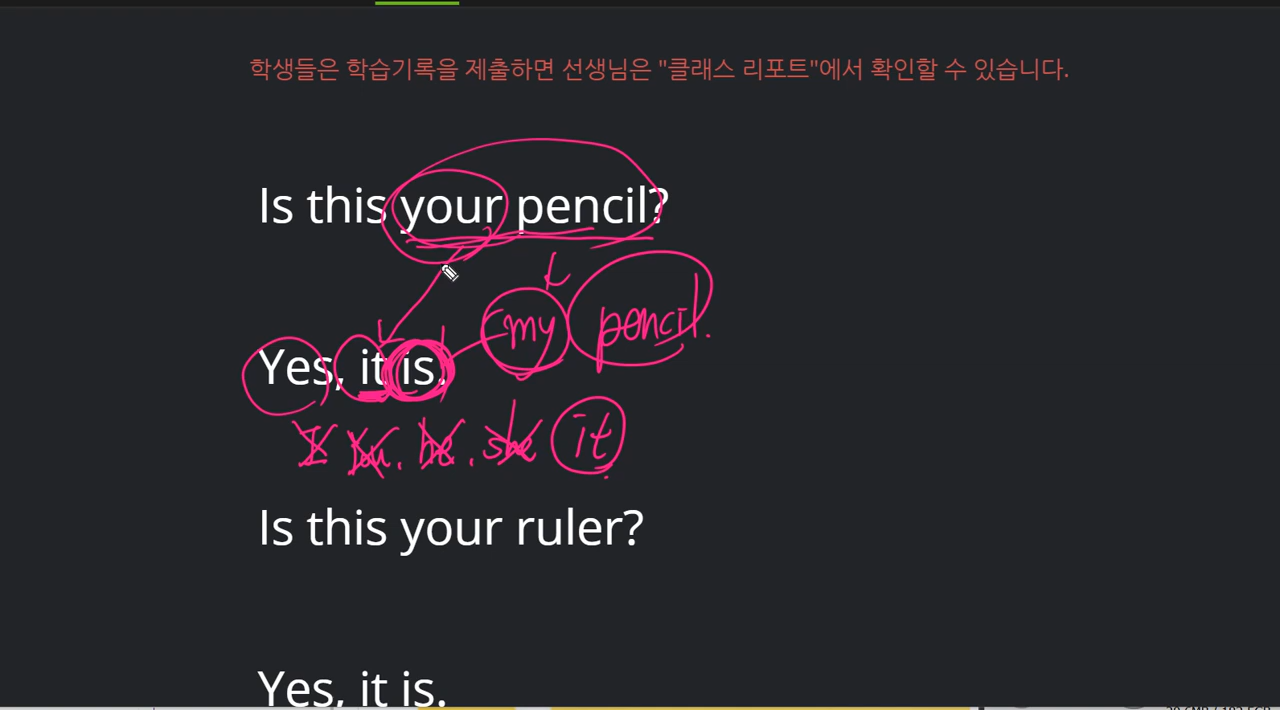 학생들은 학습기록을 제출하면 선생님은 "클래스 리포트"에서 확인할 수 있습니다.
Is this your pencil?
my pencil.
Yes, it is.
I you. he. she it
Is this your ruler?
Yes, it is.